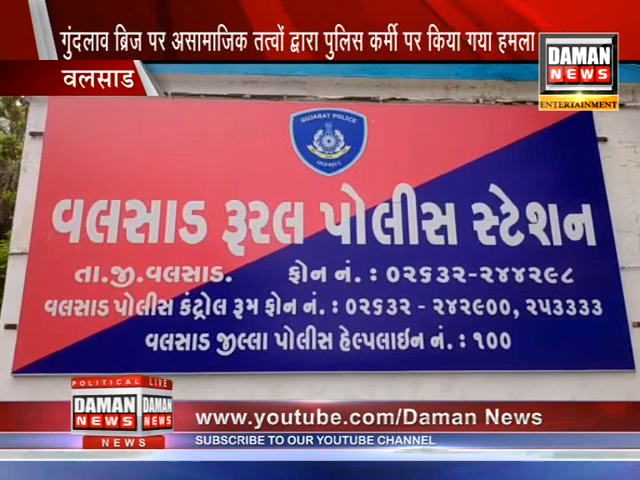 गुंदलाव ब्रिज पर असामाजिक तत्वों द्वारा पुलिस कर्मी पर किया गया हमला
वलसाड
DAMAN
NEWS
ENTERTAINMENT
GUJARAT POLICE
વલસાડ
વલસાડ રૂરલ પોલીસ સ્ટેશન
તા.જી.વલસાડ. ફોન નં. : ૦૨૬૩૨-૨૪૪૨૯૮
વલસાડ પોલીસ કંટ્રોલ રૂમ ફોન નં. : ૦૨૬૩૨ - ૨૪૨૯૦૦, ૨૫૩૩૩૩
વલસાડ જીલ્લા પોલીસ હેલ્પલાઇન નં. : ૧૦૦
POLITICAL LIVE
DAMAN DAMAN
NEWS NEWS
NEWS
www.youtube.com/Daman News
SUBSCRIBE TO OUR YOUTUBE CHANNEL